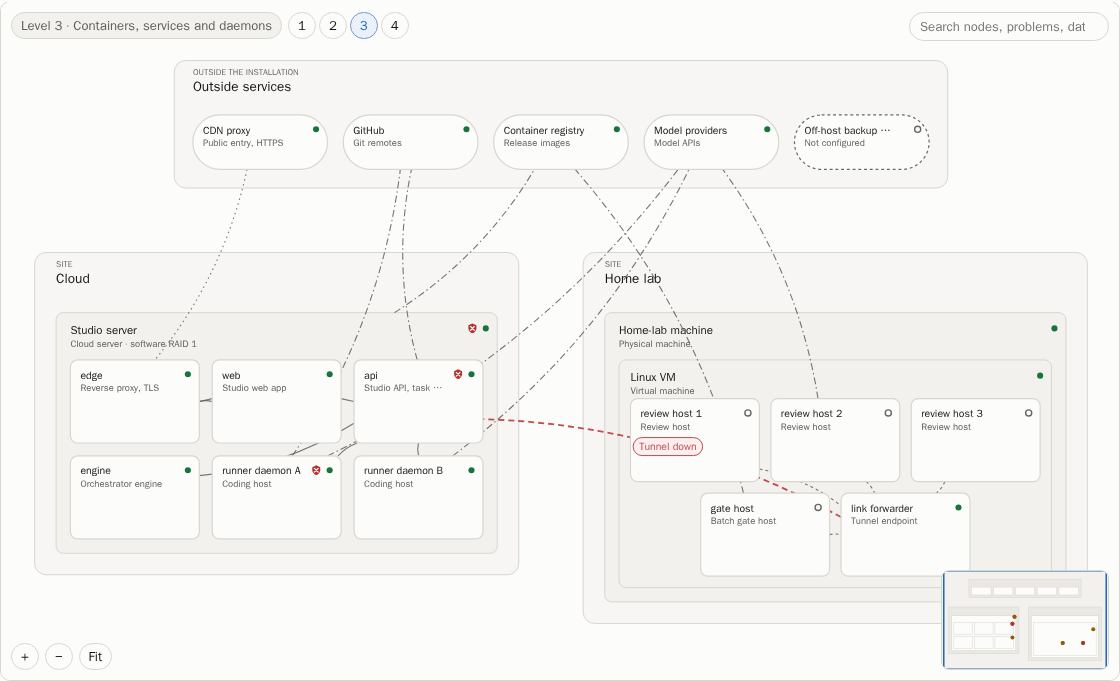 Level 3 · Containers, services and daemons
1
2
3
4
Search nodes, problems, dat
OUTSIDE THE INSTALLATION
Outside services
CDN proxy
Public entry, HTTPS
GitHub
Git remotes
Container registry
Release images
Model providers
Model APIs
Off-host backup ···
Not configured
SITE
Cloud
Studio server
Cloud server · software RAID 1
edge
Reverse proxy, TLS
web
Studio web app
api
Studio API, task ···
engine
Orchestrator engine
runner daemon A
Coding host
runner daemon B
Coding host
SITE
Home lab
Home-lab machine
Physical machine
Linux VM
Virtual machine
review host 1
Review host
Tunnel down
review host 2
Review host
review host 3
Review host
gate host
Batch gate host
link forwarder
Tunnel endpoint
+
−
Fit